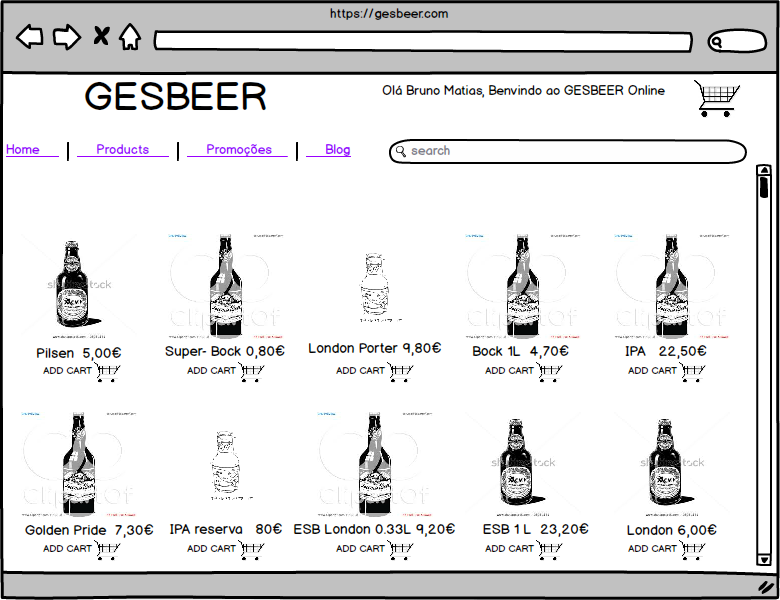 https://gesbeer.com
GESBEER
Olá Bruno Matias, Benvindo ao GESBEER Online
Home
Products
Promoções
Blog
search
Pilsen 5,00€
Super- Bock 0,80€
London Porter 9,80€
Bock 1L 4,70€
IPA 22,50€
ADD CART
ADD CART
ADD CART
ADD CART
ADD CART
Golden Pride 7,30€
IPA reserva 80€
ESB London 0.33L 9,20€
ESB 1 L 23,20€
London 6,00€
ADD CART
ADD CART
ADD CART
ADD CART
ADD CART